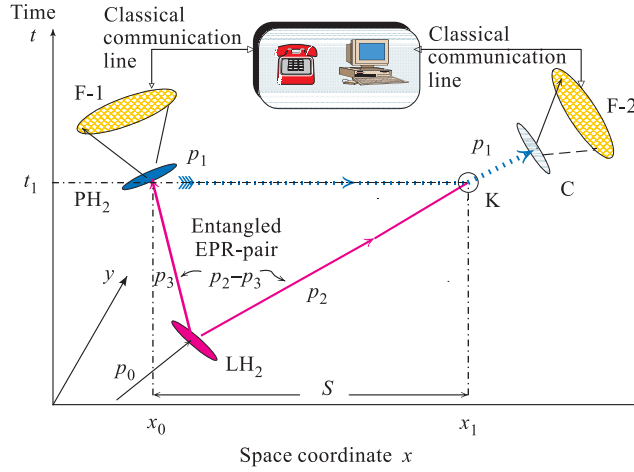 Time
t
Classical
communication
line
Classical
communication
line
F-1
F-2
p1
p1
t1
PH2
K
C
Entangled
EPR-pair
y
p3
p2–p3
p2
p0
LH2
S
x0
x1
Space coordinate x